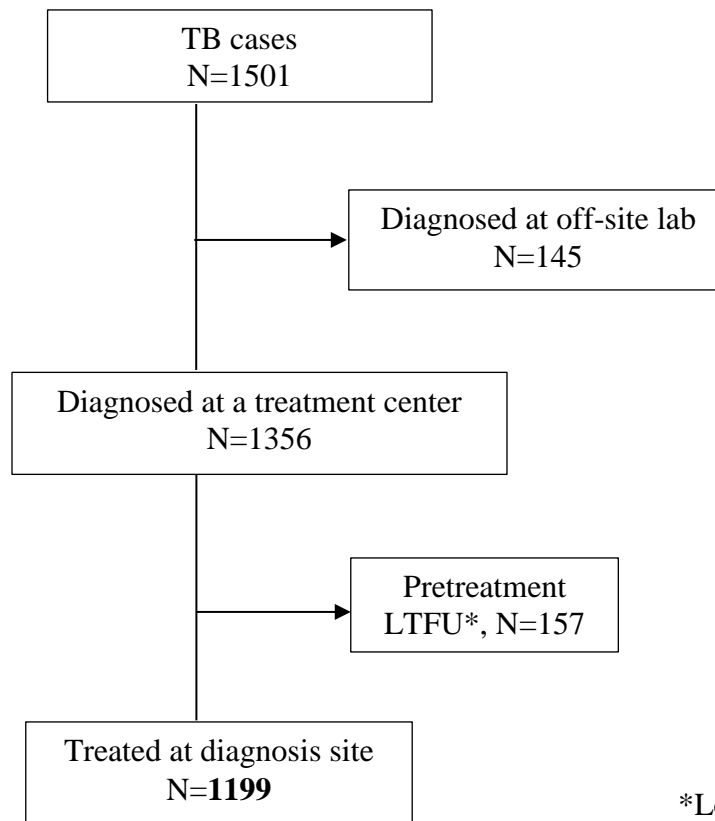 TB cases
N=1501
Diagnosed at off-site lab
N=145
Diagnosed at a treatment center
N=1356
Pretreatment
LTFU*, N=157
Treated at diagnosis site
N=1199